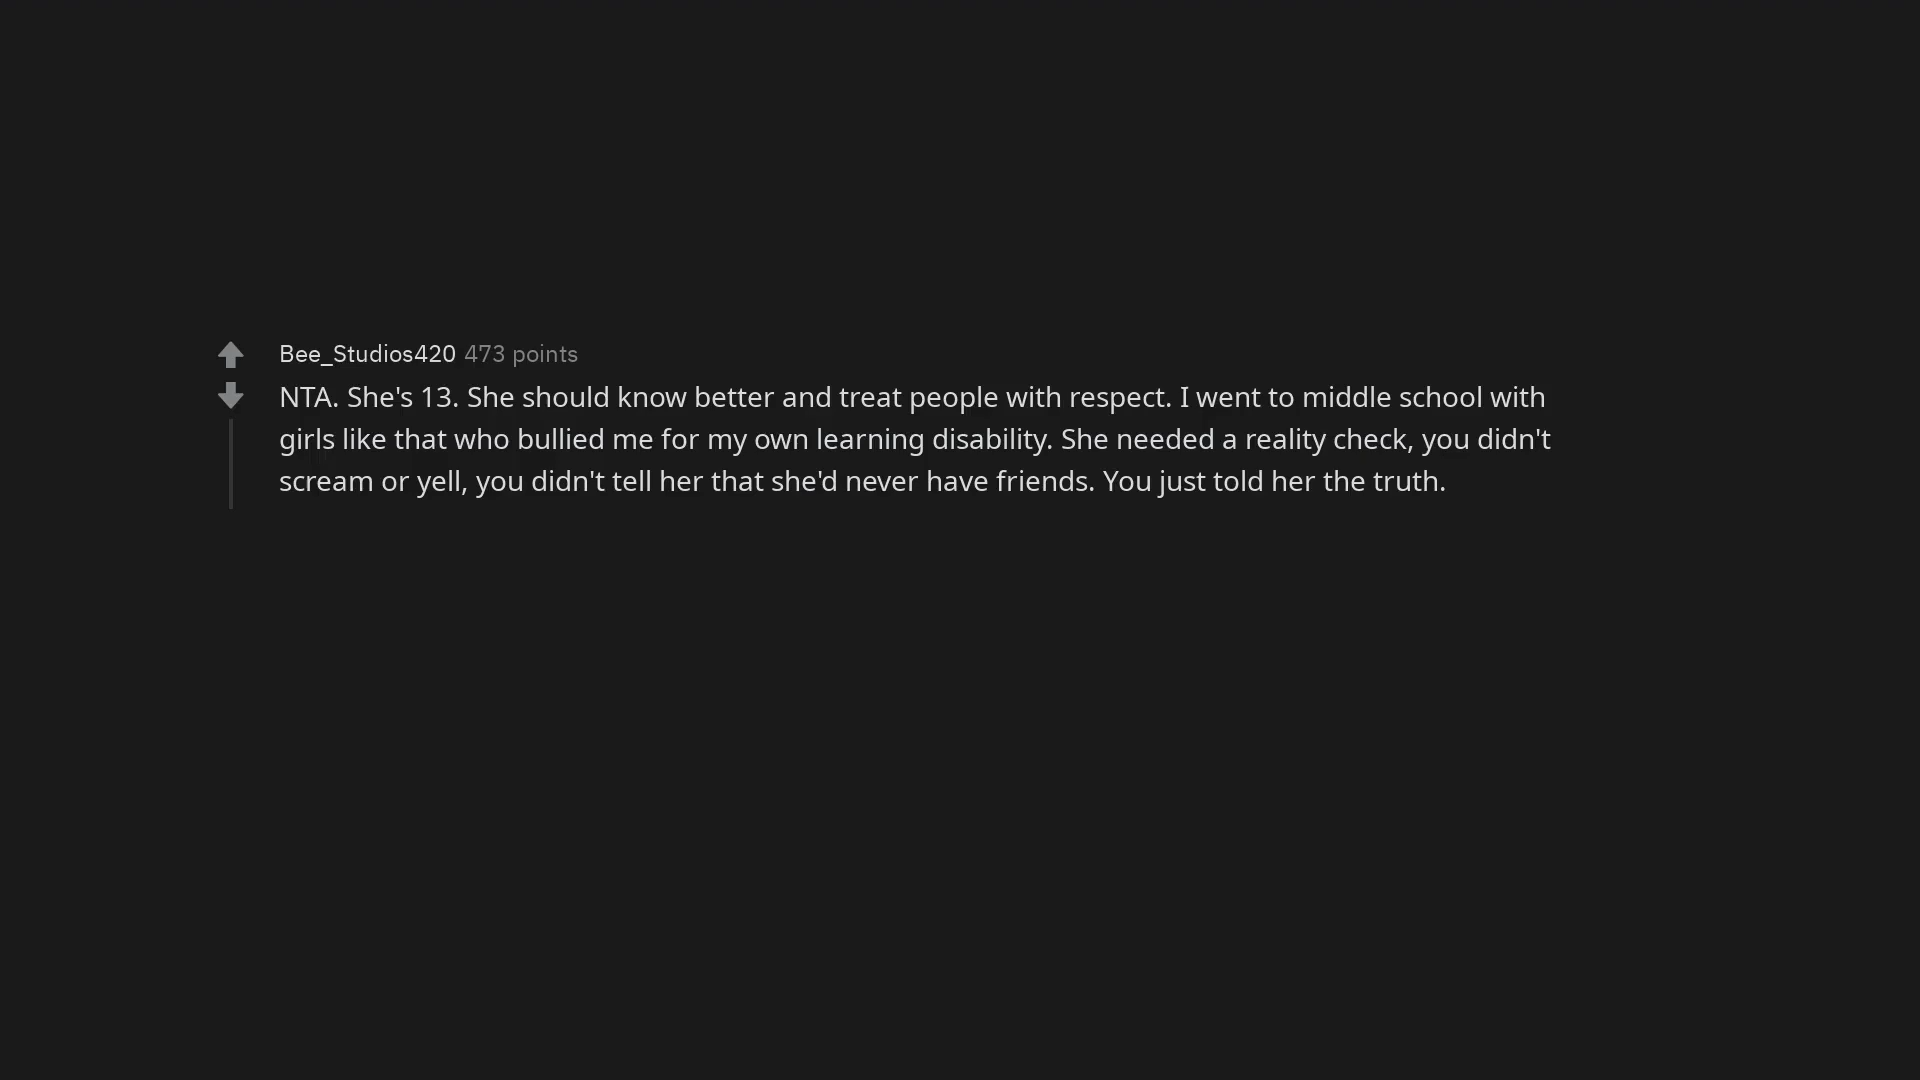 Bee_Studios420 473 points
NTA. She's 13. She should know better and treat people with respect. I went to middle school with
girls like that who bullied me for my own learning disability. She needed a reality check, you didn't
scream or yell, you didn't tell her that she'd never have friends. You just told her the truth.